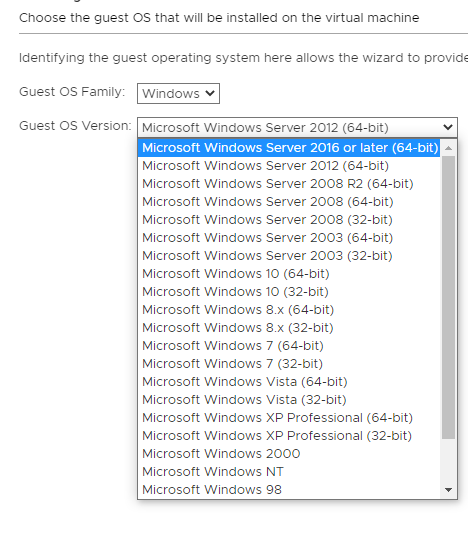 Choose the guest OS that will be installed on the virtual machine
Identifying the guest operating system here allows the wizard to provide
Guest OS Family: Windows
Guest OS Version: Microsoft Windows Server 2012 (64-bit)
Microsoft Windows Server 2016 or later (64-bit)
Microsoft Windows Server 2012 (64-bit)
Microsoft Windows Server 2008 R2 (64-bit)
Microsoft Windows Server 2008 (64-bit)
Microsoft Windows Server 2008 (32-bit)
Microsoft Windows Server 2003 (64-bit)
Microsoft Windows Server 2003 (32-bit)
Microsoft Windows 10 (64-bit)
Microsoft Windows 10 (32-bit)
Microsoft Windows 8.x (64-bit)
Microsoft Windows 8.x (32-bit)
Microsoft Windows 7 (64-bit)
Microsoft Windows 7 (32-bit)
Microsoft Windows Vista (64-bit)
Microsoft Windows Vista (32-bit)
Microsoft Windows XP Professional (64-bit)
Microsoft Windows XP Professional (32-bit)
Microsoft Windows 2000
Microsoft Windows NT
Microsoft Windows 98